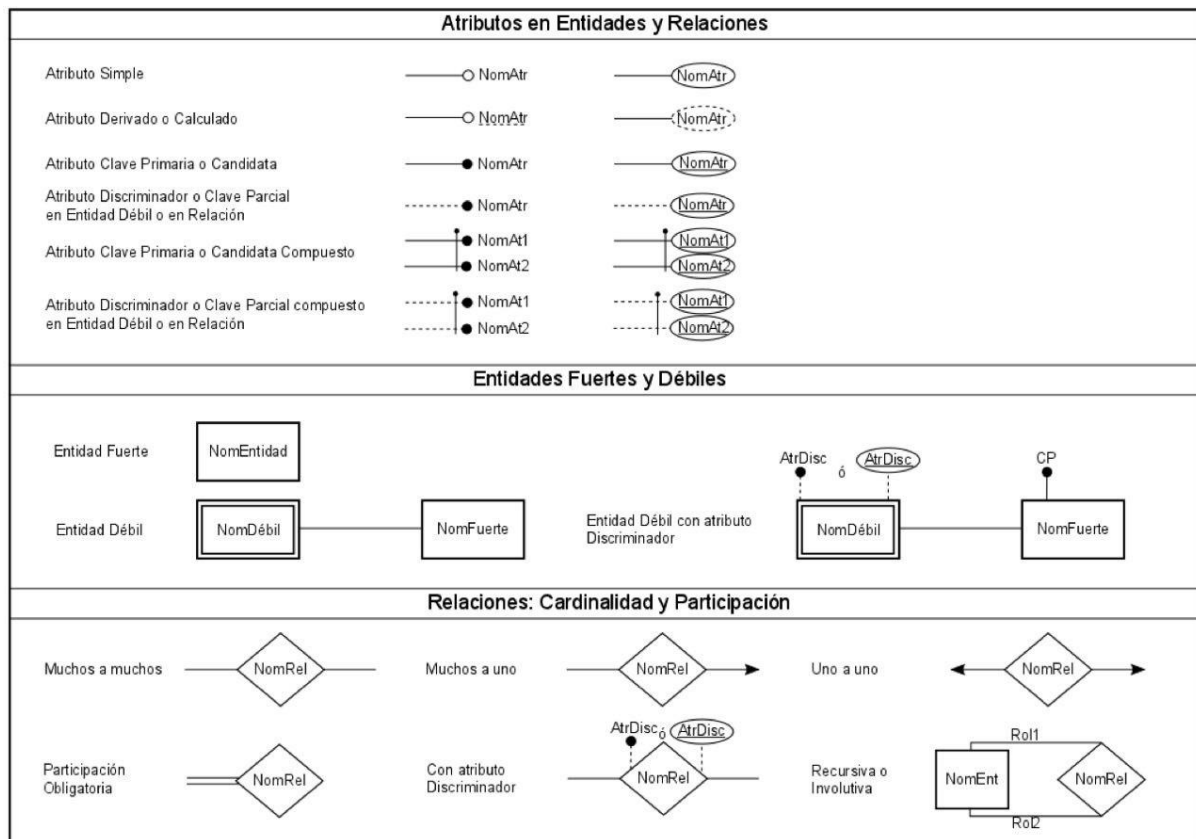 Atributos en Entidades y Relaciones
Atributo Simple
NomAtr
NomAtr
Atributo Derivado o Calculado
NomAtr
NomAtr
Atributo Clave Primaria o Candidata
NomAtr
NomAtr
Atributo Discriminador o Clave Parcial
en Entidad Débil o en Relación
NomAtr
NomAtr
Atributo Clave Primaria o Candidata Compuesto
NomAt1
NomAt2
NomAt1
NomAt2
Atributo Discriminador o Clave Parcial compuesto
en Entidad Débil o en Relación
NomAt1
NomAt2
NomAt1
NomAt2
Entidades Fuertes y Débiles
Entidad Fuerte
NomEntidad
Entidad Débil
NomDébil
NomFuerte
Entidad Débil con atributo
Discriminador
AtrDisc
ó
AtrDisc
CP
NomDébil
NomFuerte
Relaciones: Cardinalidad y Participación
Muchos a muchos
NomRel
Muchos a uno
NomRel
Uno a uno
NomRel
Participación
Obligatoria
NomRel
Con atributo
Discriminador
AtrDisc
ó
AtrDisc
NomRel
Recursiva o
Involutiva
Rol1
NomEnt
NomRel
Rol2